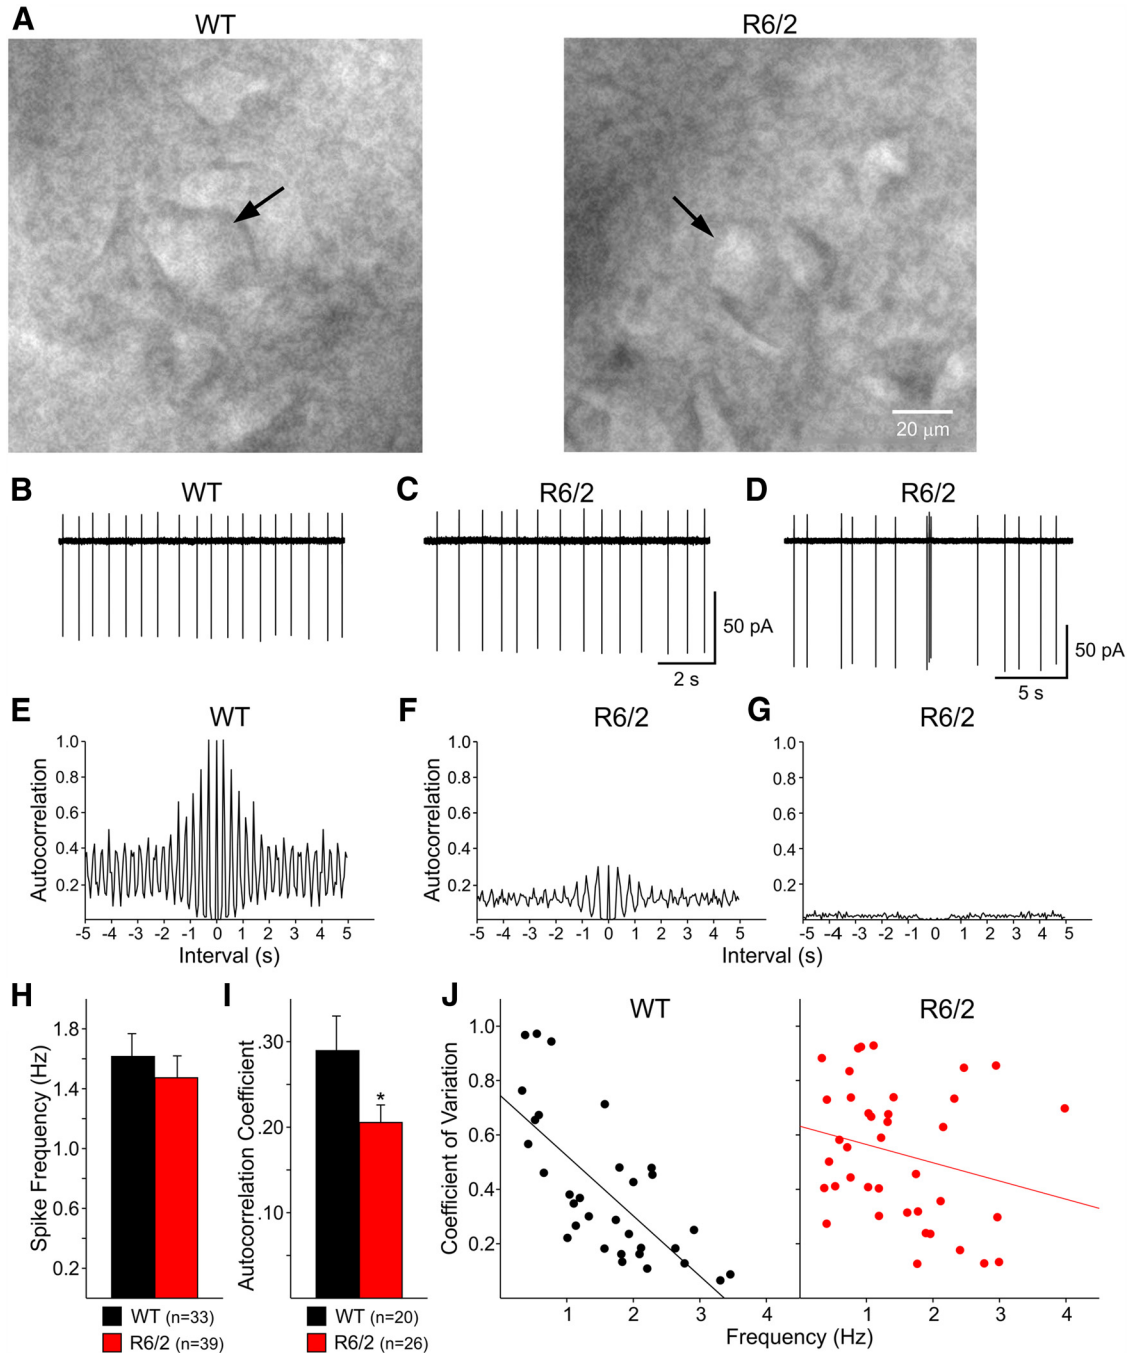 A
WT
R6/2
20 μm
B
WT
C
R6/2
D
R6/2
50 pA
2 s
50 pA
5 s
E
WT
F
R6/2
G
R6/2
Autocorrelation
1.0
0.8
0.6
0.4
0.2
-5 -4 -3 -2 -1 0 1 2 3 4 5
Interval (s)
Autocorrelation
1.0
0.8
0.6
0.4
0.2
-5 -4 -3 -2 -1 0 1 2 3 4 5
1.0
0.8
0.6
0.4
0.2
-5 -4 -3 -2 -1 0 1 2 3 4 5
Interval (s)
H
Spike Frequency (Hz)
1.8
1.4
1.0
0.6
0.2
WT (n=33)
R6/2 (n=39)
I
Autocorrelation Coefficient
.30
.20
.10
*
WT (n=20)
R6/2 (n=26)
J
WT
R6/2
Coefficient of Variation
1.0
0.8
0.6
0.4
0.2
1 2 3 4
1 2 3 4
Frequency (Hz)